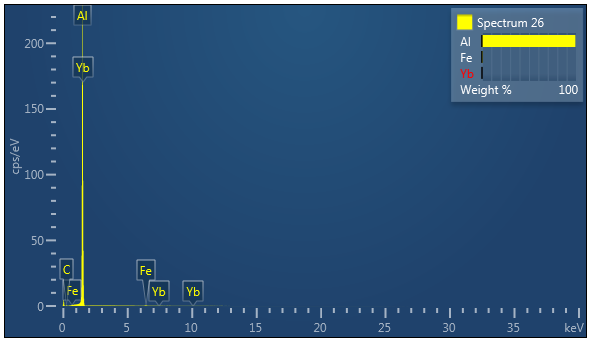 Al
Yb
Spectrum 26
Al
Fe
Yb
Weight % 100
cps/eV
200
150
100
50
0
C
Fe
Fe
Yb
Yb
0 5 10 15 20 25 30 35 keV